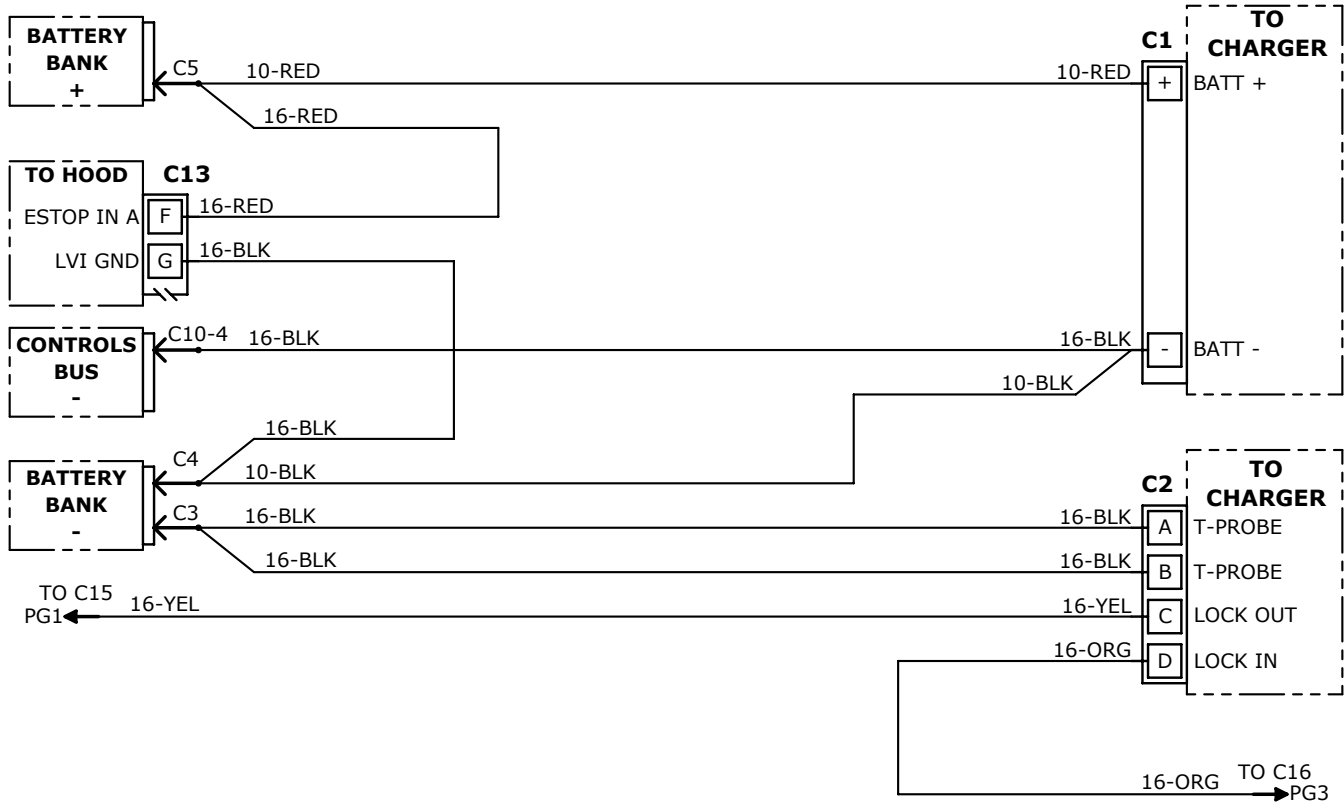 BATTERY
BANK
+
C5
10-RED
10-RED
C1
TO
CHARGER
+
BATT +
16-RED
TO HOOD
C13
ESTOP IN A
F
16-RED
LVI GND
G
16-BLK
CONTROLS
BUS
-
C10-4
16-BLK
16-BLK
-
BATT -
10-BLK
16-BLK
BATTERY
BANK
-
C4
10-BLK
C3
16-BLK
16-BLK
C2
TO
CHARGER
A
T-PROBE
16-BLK
16-BLK
B
T-PROBE
TO C15
PG1
16-YEL
16-YEL
C
LOCK OUT
16-ORG
D
LOCK IN
16-ORG
TO C16
PG3